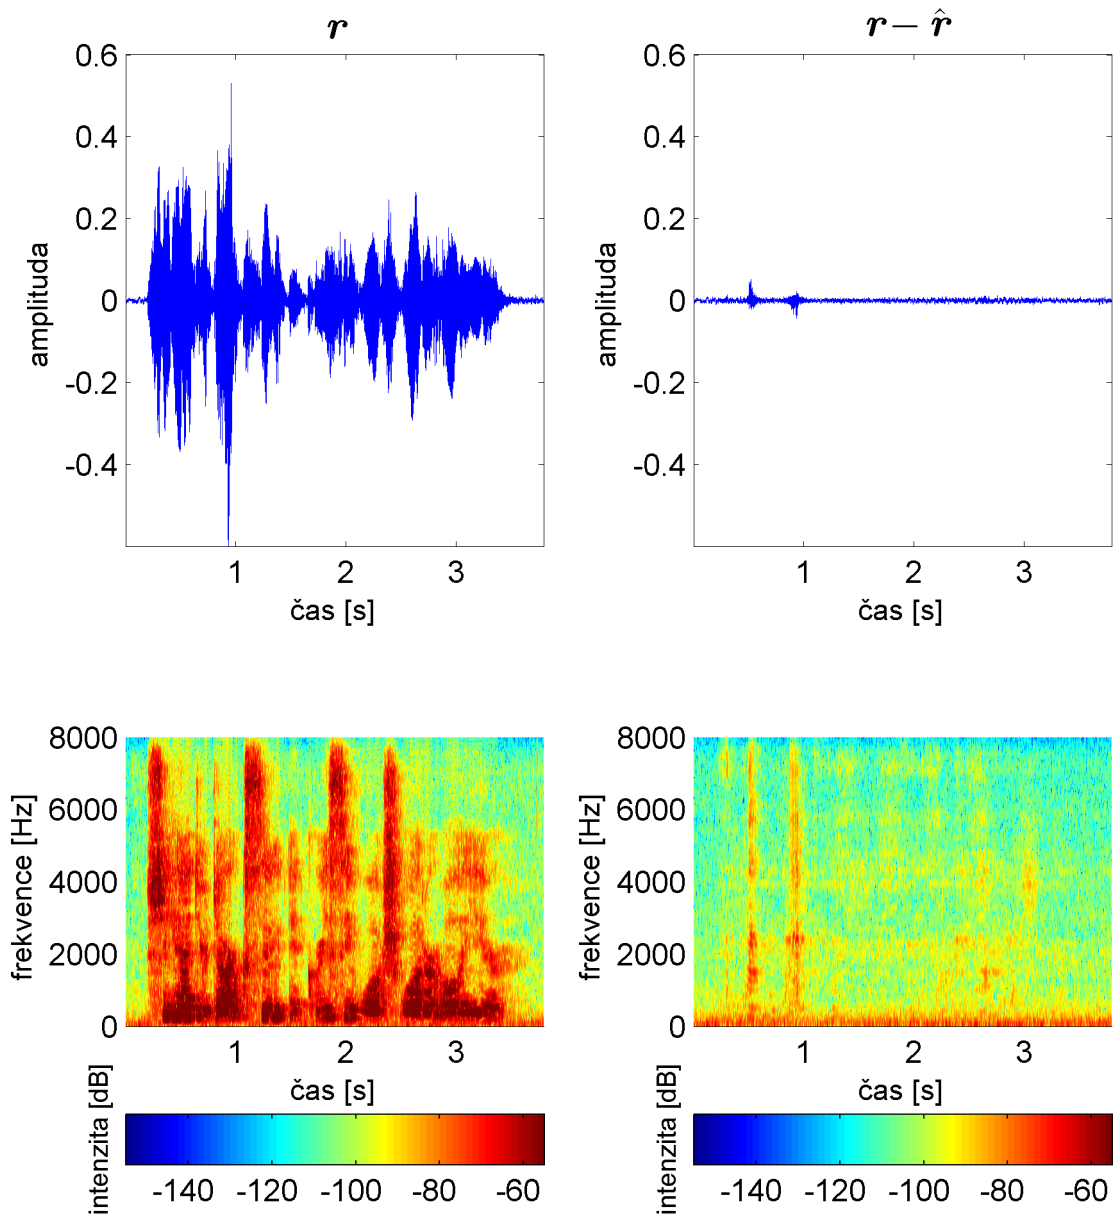 r
r − r̂
0.6
0.4
0.2
0
-0.2
-0.4
amplituda
1 2 3
čas [s]
0.6
0.4
0.2
0
-0.2
-0.4
amplituda
1 2 3
čas [s]
8000
6000
4000
2000
0
frekvence [Hz]
1 2 3
čas [s]
8000
6000
4000
2000
0
frekvence [Hz]
1 2 3
čas [s]
intenzita [dB]
-140 -120 -100 -80 -60
intenzita [dB]
-140 -120 -100 -80 -60